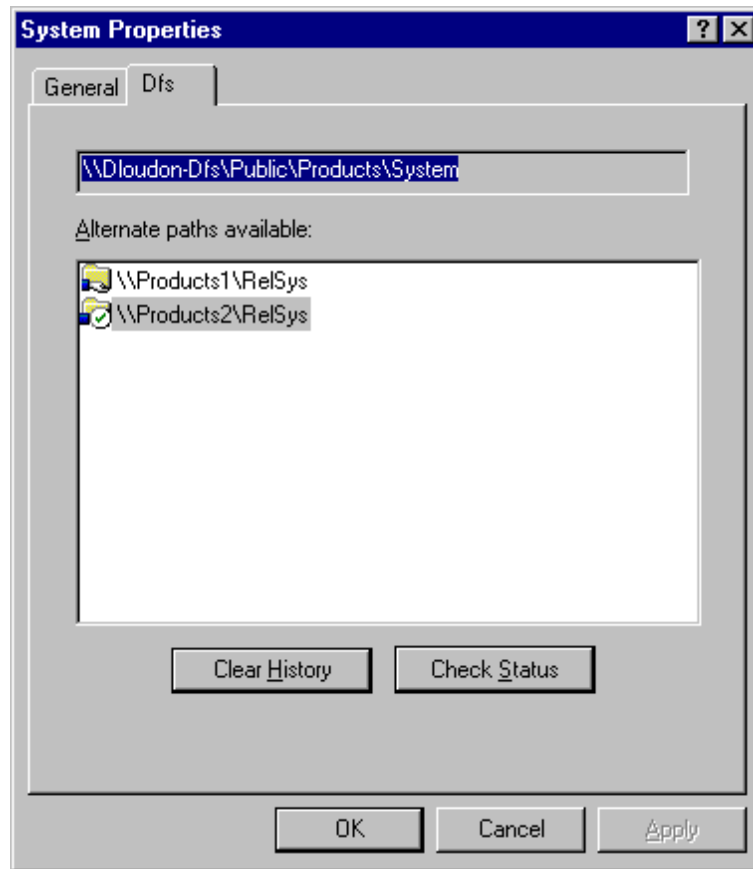 System Properties
General Dfs
\\Dloudon-Dfs\Public\Products\System
Alternate paths available:
\\Products1\RelSys
\\Products2\RelSys
Clear History Check Status
OK Cancel Apply